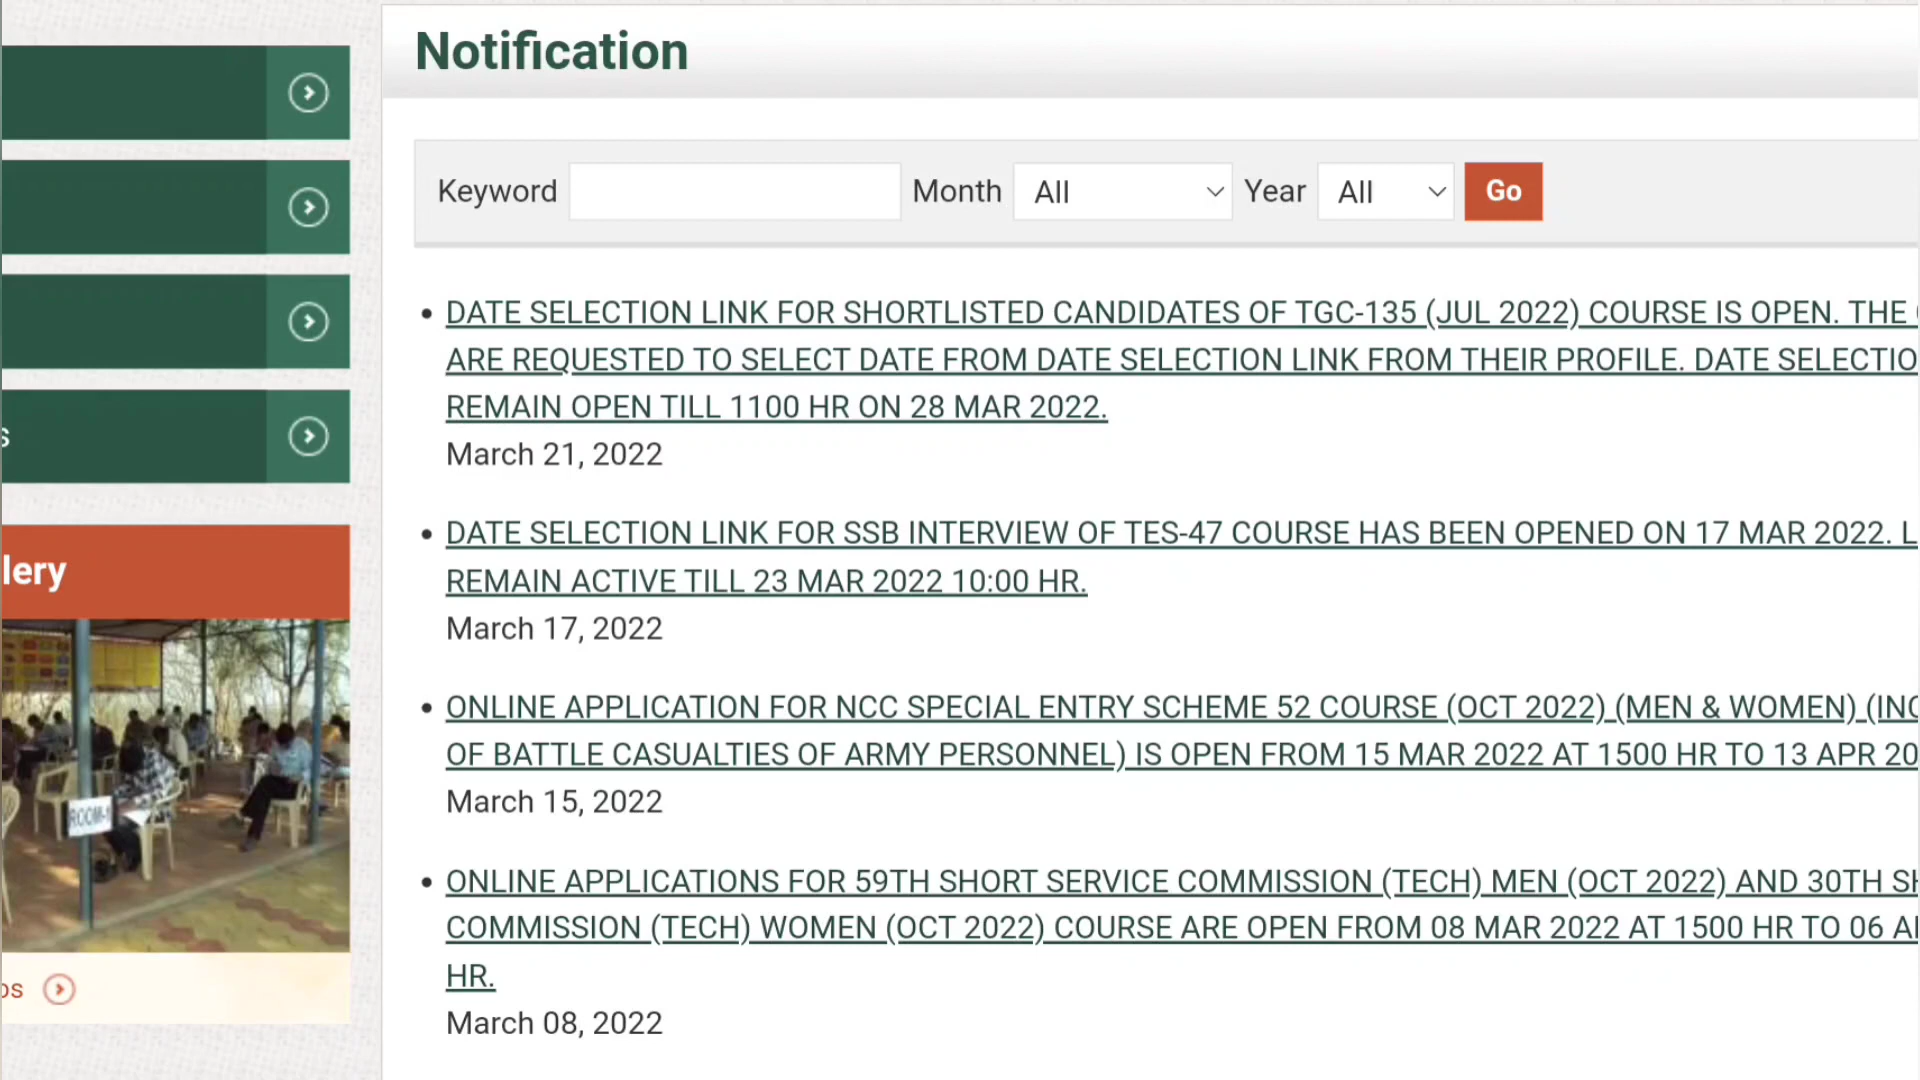 Notification
Keyword
Month All Year All Go
DATE SELECTION LINK FOR SHORTLISTED CANDIDATES OF TGC-135 (JUL 2022) COURSE IS OPEN. THE
ARE REQUESTED TO SELECT DATE FROM DATE SELECTION LINK FROM THEIR PROFILE. DATE SELECTIO
REMAIN OPEN TILL 1100 HR ON 28 MAR 2022.
March 21, 2022
DATE SELECTION LINK FOR SSB INTERVIEW OF TES-47 COURSE HAS BEEN OPENED ON 17 MAR 2022. L
REMAIN ACTIVE TILL 23 MAR 2022 10:00 HR.
March 17, 2022
ONLINE APPLICATION FOR NCC SPECIAL ENTRY SCHEME 52 COURSE (OCT 2022) (MEN & WOMEN) (INC
OF BATTLE CASUALTIES OF ARMY PERSONNEL) IS OPEN FROM 15 MAR 2022 AT 1500 HR TO 13 APR 20
March 15, 2022
ONLINE APPLICATIONS FOR 59TH SHORT SERVICE COMMISSION (TECH) MEN (OCT 2022) AND 30TH SH
COMMISSION (TECH) WOMEN (OCT 2022) COURSE ARE OPEN FROM 08 MAR 2022 AT 1500 HR TO 06 A
HR.
March 08, 2022
s
lery
ROOM-1
os